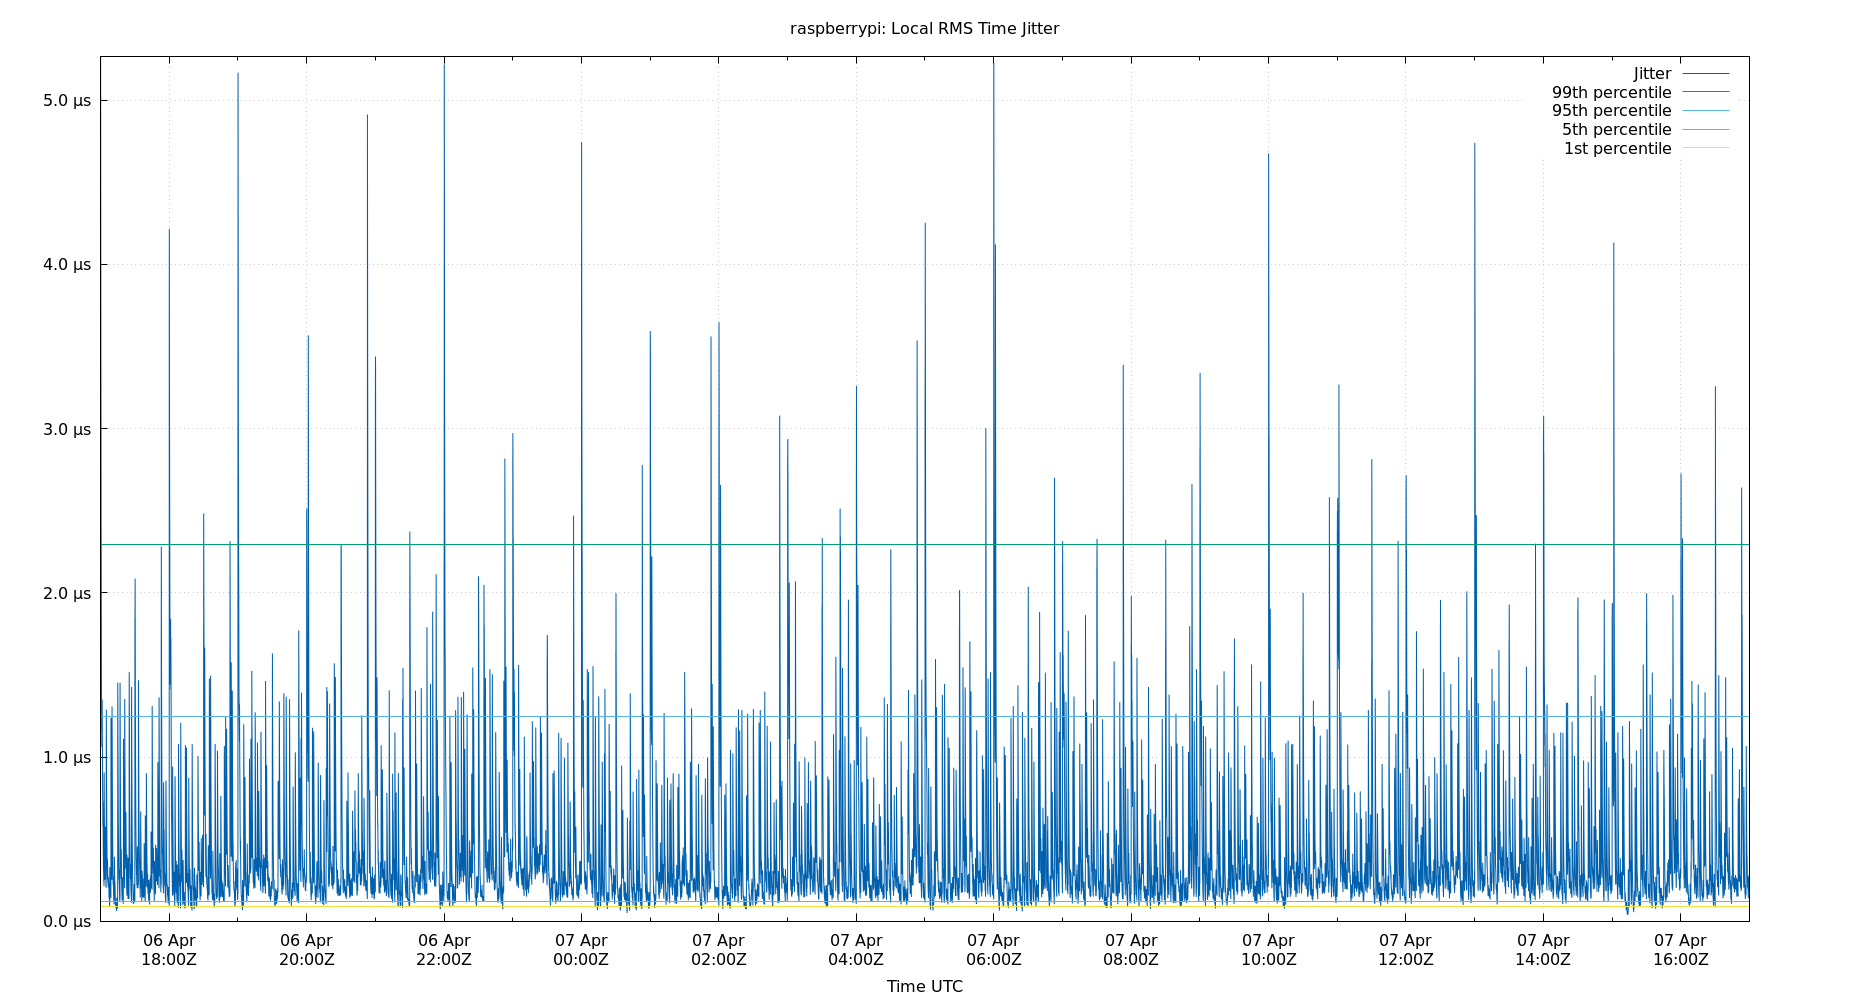 raspberrypi: Local RMS Time Jitter
Jitter
99th percentile
95th percentile
5th percentile
1st percentile
5.0 µs
4.0 µs
3.0 µs
2.0 µs
1.0 µs
0.0 µs
06 Apr 06 Apr 06 Apr 07 Apr 07 Apr 07 Apr 07 Apr 07 Apr 07 Apr 07 Apr 07 Apr 07 Apr
18:00Z 20:00Z 22:00Z 00:00Z 02:00Z 04:00Z 06:00Z 08:00Z 10:00Z 12:00Z 14:00Z 16:00Z
Time UTC